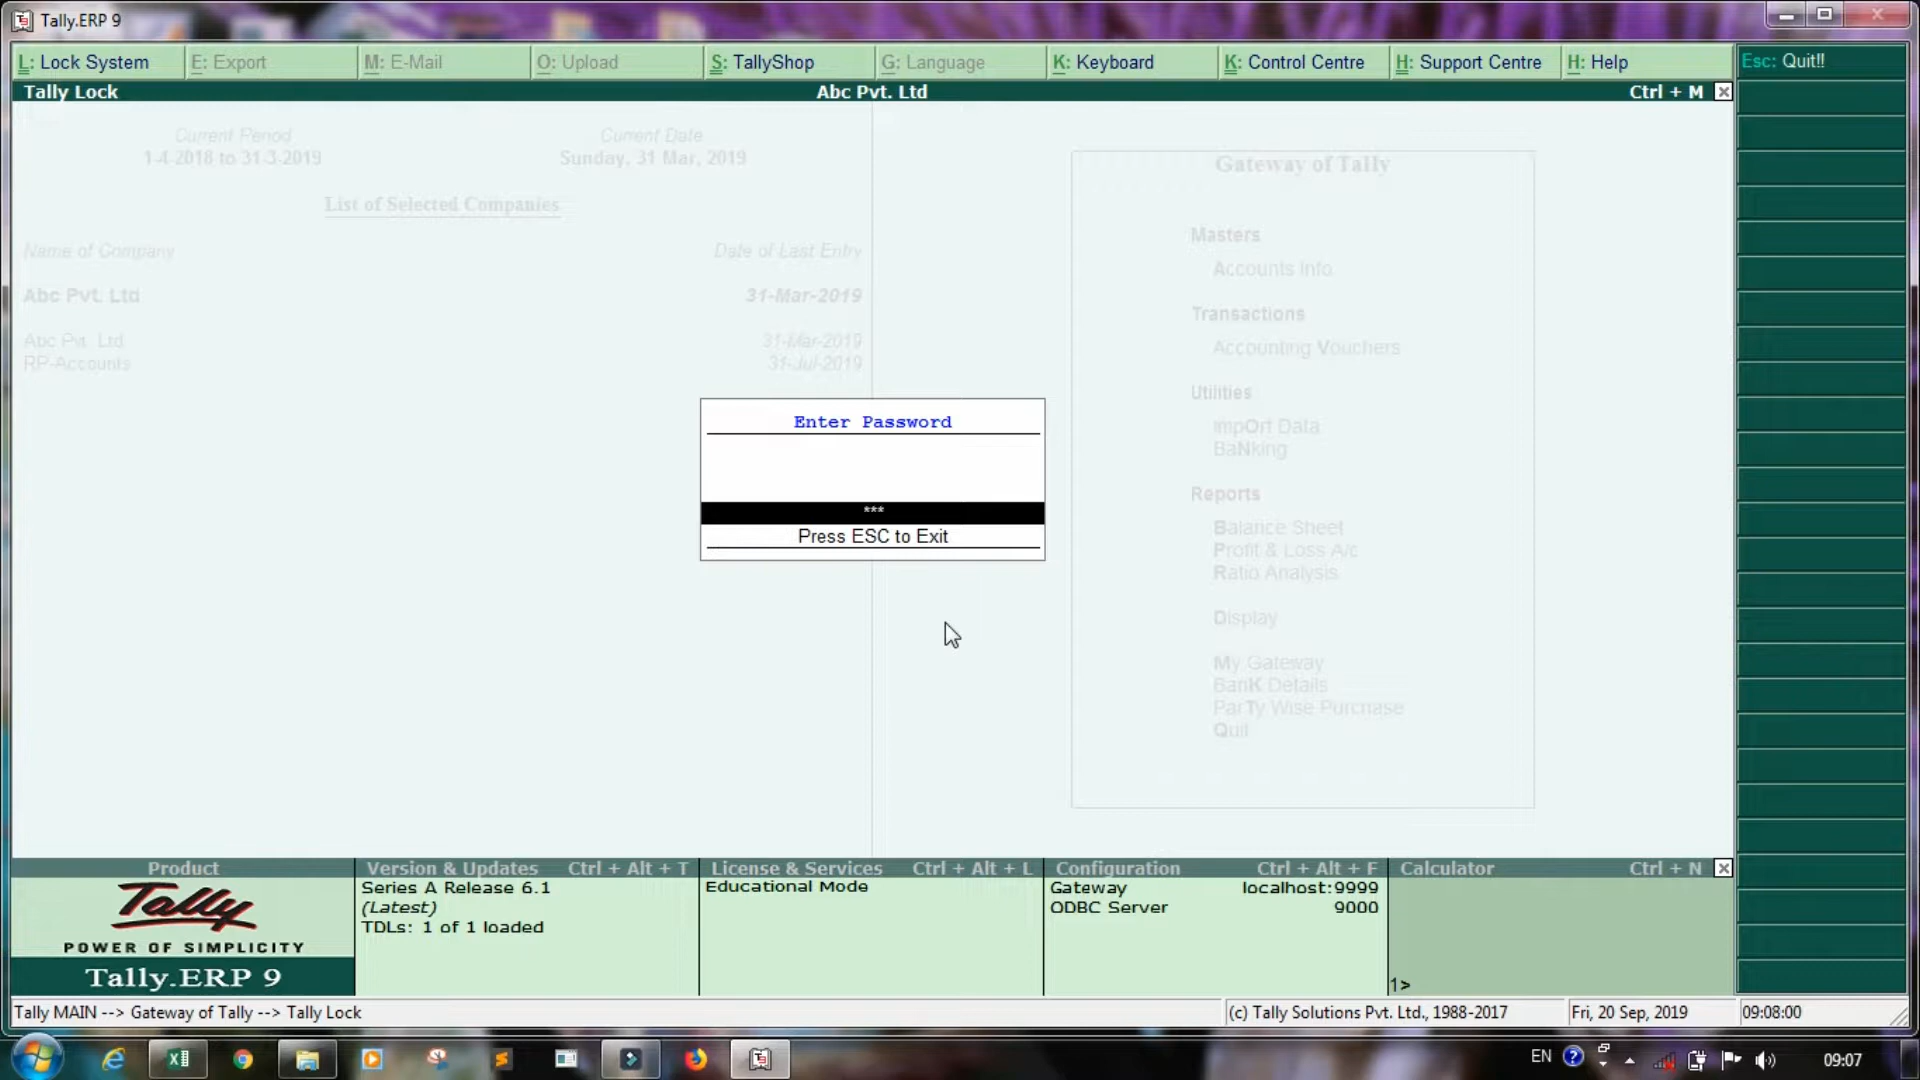 Tally.ERP 9
L: Lock System
E: Export
M: E-Mail
O: Upload
S: TallyShop
G: Language
K: Keyboard
K: Control Centre
H: Support Centre
H: Help
Esc: Quit!!
Tally Lock
Abc Pvt. Ltd
Ctrl + M
Current Period
1-4-2018 to 31-3-2019
Current Date
Sunday, 31 Mar, 2019
List of Selected Companies
Name of Company
Date of Last Entry
Abc Pvt. Ltd
31-Mar-2019
Abc Pvt. Ltd
31-Mar-2019
RP-Accounts
31-Jul-2019
Enter Password
***
Press ESC to Exit
Gateway of Tally
Masters
Accounts Info
Transactions
Accounting Vouchers
Utilities
impOrt Data
BaNking
Reports
Balance Sheet
Profit & Loss A/c
Ratio Analysis
Display
My Gateway
BanK Details
ParTy Wise Purchase
Quit
Product
Tally
POWER OF SIMPLICITY
Tally.ERP 9
Version & Updates Ctrl + Alt + T
Series A Release 6.1
(Latest)
TDLs: 1 of 1 loaded
License & Services Ctrl + Alt + L
Educational Mode
Configuration Ctrl + Alt + F
Gateway localhost:9999
ODBC Server 9000
Calculator Ctrl + N
1>
Tally MAIN --> Gateway of Tally --> Tally Lock
(c) Tally Solutions Pvt. Ltd., 1988-2017
Fri, 20 Sep, 2019
09:08:00
EN
09:07